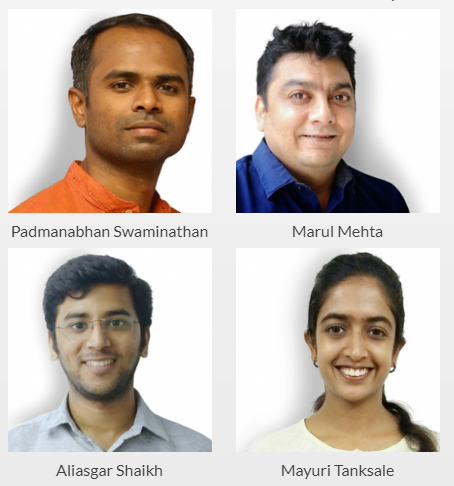 Padmanabhan Swaminathan
Marul Mehta
Aliasgar Shaikh
Mayuri Tanksale